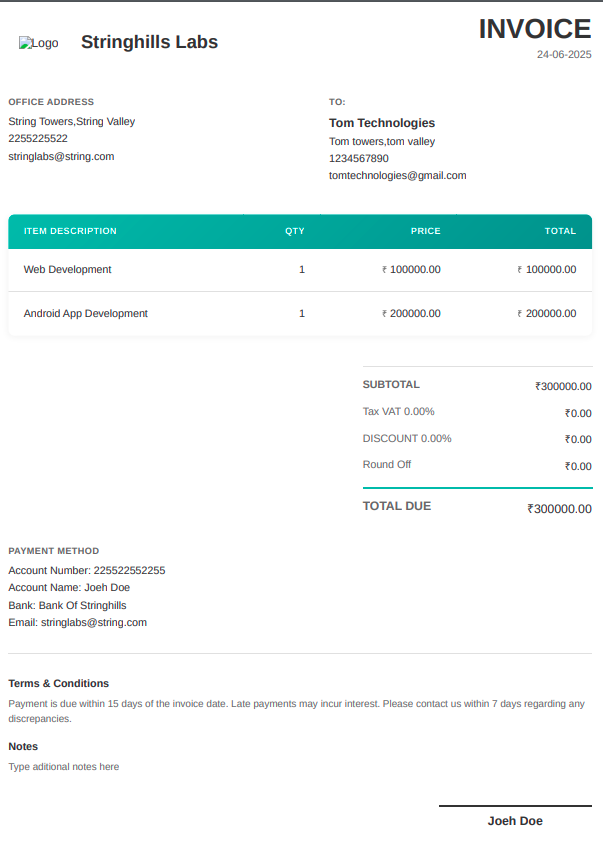 Logo Stringhills Labs
INVOICE
24-06-2025
OFFICE ADDRESS
String Towers,String Valley
2255225522
stringlabs@string.com
TO:
Tom Technologies
Tom towers,tom valley
1234567890
tomtechnologies@gmail.com
ITEM DESCRIPTION QTY PRICE TOTAL
Web Development 1 ₹ 100000.00 ₹ 100000.00
Android App Development 1 ₹ 200000.00 ₹ 200000.00
SUBTOTAL ₹300000.00
Tax VAT 0.00% ₹0.00
DISCOUNT 0.00% ₹0.00
Round Off ₹0.00
TOTAL DUE ₹300000.00
PAYMENT METHOD
Account Number: 225522552255
Account Name: Joeh Doe
Bank: Bank Of Stringhills
Email: stringlabs@string.com
Terms & Conditions
Payment is due within 15 days of the invoice date. Late payments may incur interest. Please contact us within 7 days regarding any
discrepancies.
Notes
Type aditional notes here
Joeh Doe